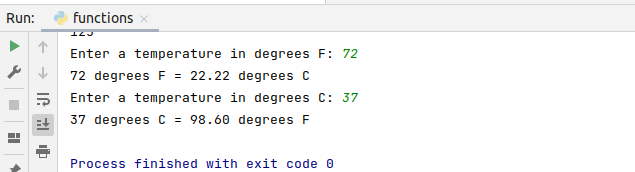 Run: functions
123
Enter a temperature in degrees F: 72
72 degrees F = 22.22 degrees C
Enter a temperature in degrees C: 37
37 degrees C = 98.60 degrees F
Process finished with exit code 0